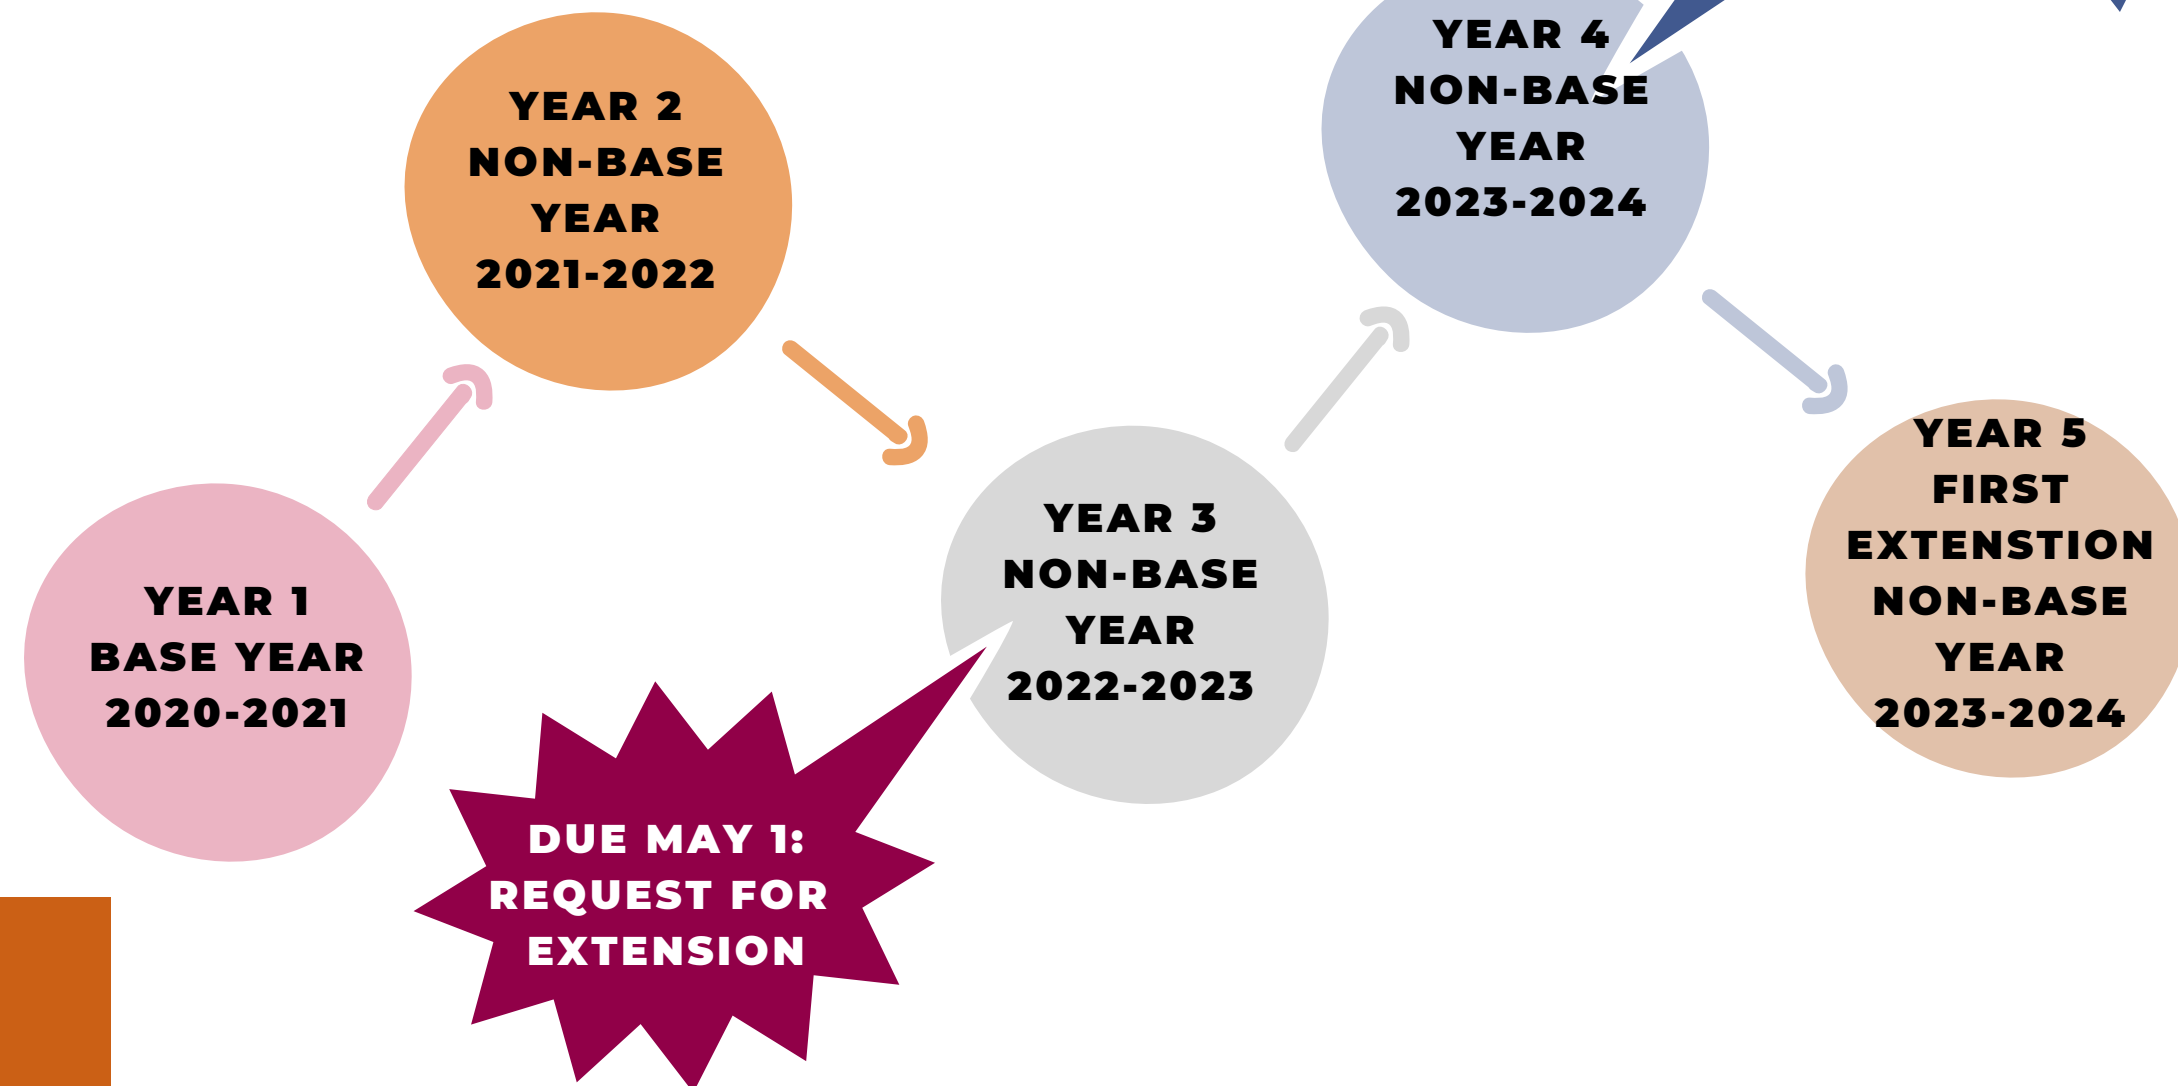 YEAR 1
BASE YEAR
2020-2021
YEAR 2
NON-BASE
YEAR
2021-2022
DUE MAY 1:
REQUEST FOR
EXTENSION
YEAR 3
NON-BASE
YEAR
2022-2023
YEAR 4
NON-BASE
YEAR
2023-2024
YEAR 5
FIRST
EXTENSTION
NON-BASE
YEAR
2023-2024